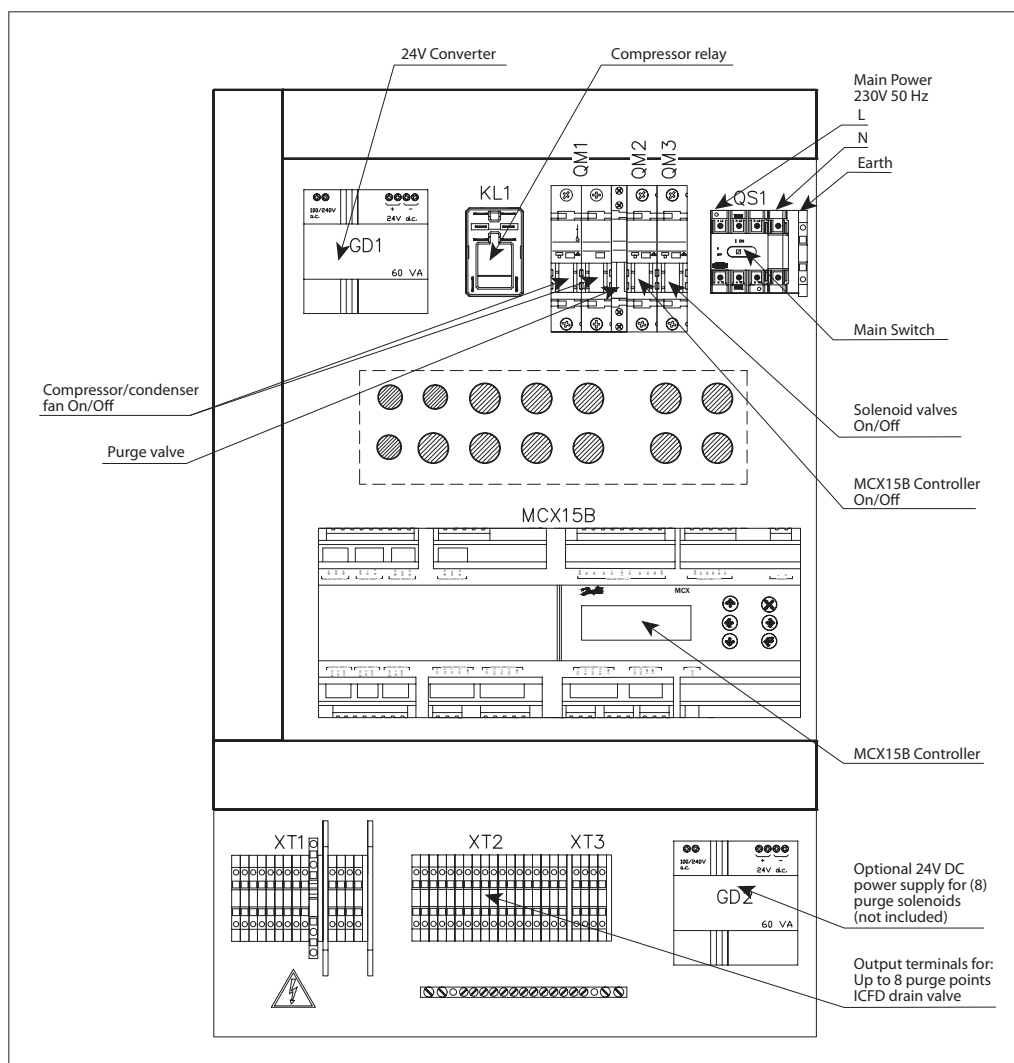 24V Converter
Compressor relay
Main Power
230V 50 Hz
L
N
Earth
QM1
QM2
QM3
KL1
QS1
100/240V
a.c.
+ -
24V d.c.
GD1
60 VA
I ON
Main Switch
Compressor/condenser
fan On/Off
Purge valve
Solenoid valves
On/Off
MCX15B Controller
On/Off
MCX15B
Danfoss
MCX
MCX15B Controller
XT1
XT2
XT3
100/240V
a.c.
+ -
24V d.c.
GD2
60 VA
Optional 24V DC
power supply for (8)
purge solenoids
(not included)
Output terminals for:
Up to 8 purge points
ICFD drain valve